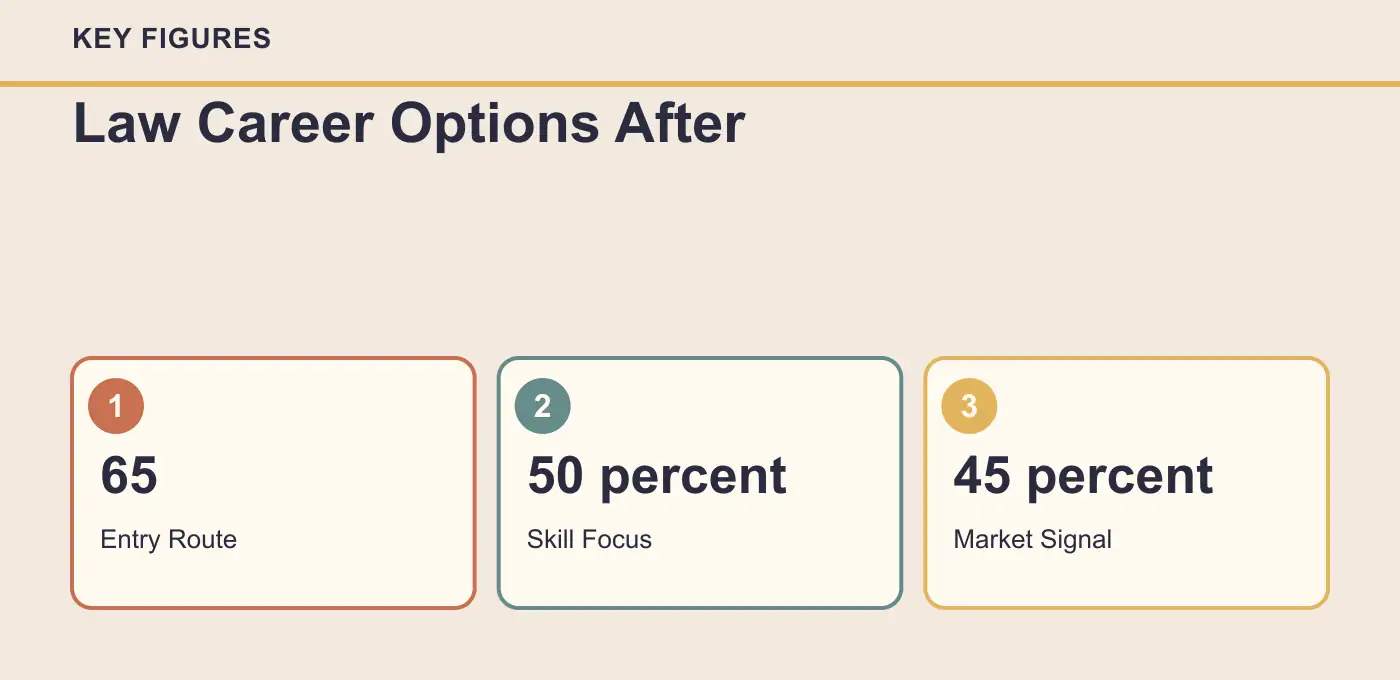 KEY FIGURES
Law Career Options After
1
65
Entry Route
2
50 percent
Skill Focus
3
45 percent
Market Signal